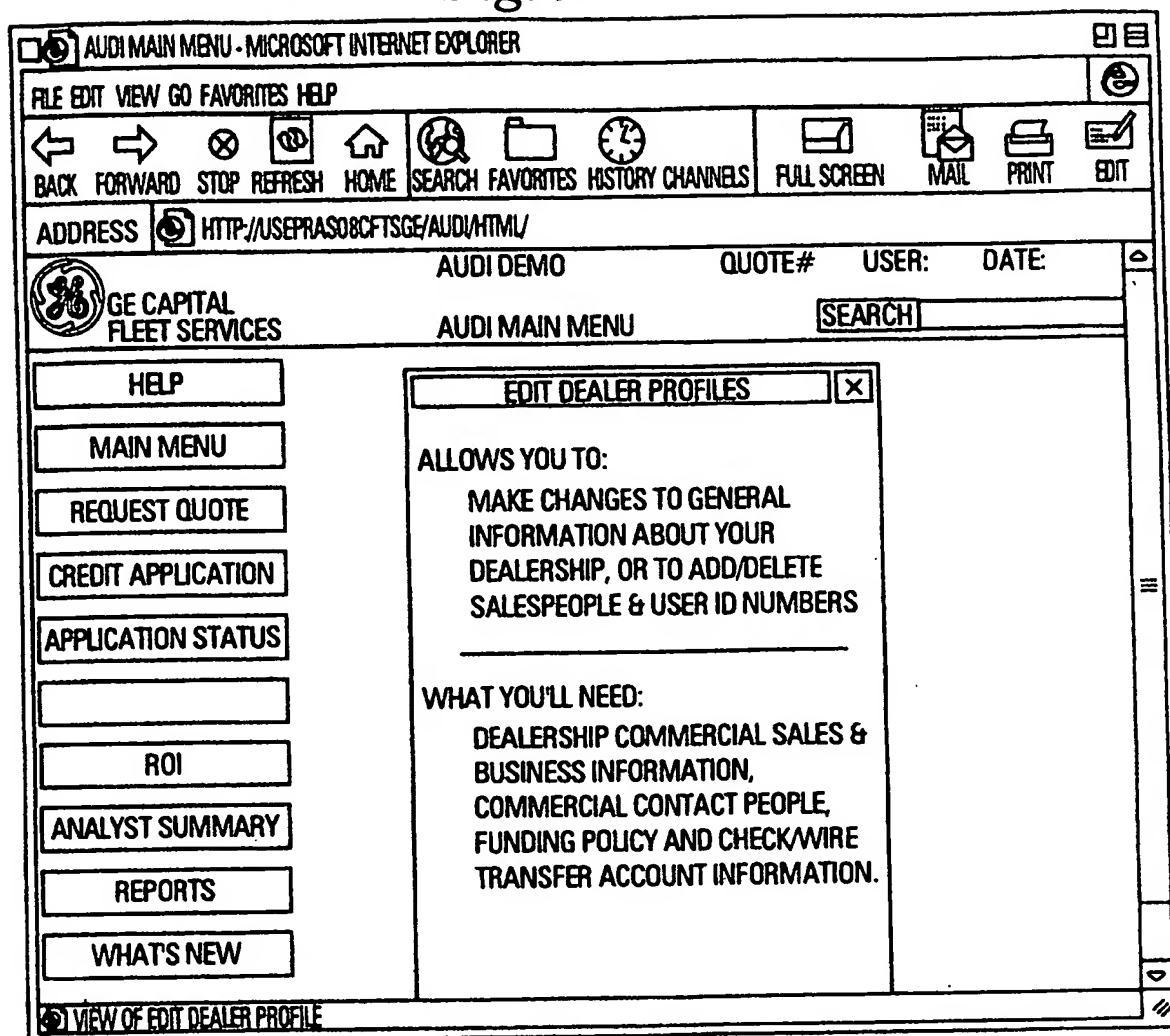 AUDI MAIN MENU - MICROSOFT INTERNET EXPLORER
FILE EDIT VIEW GO FAVORITES HELP
BACK FORWARD STOP REFRESH HOME SEARCH FAVORITES HISTORY CHANNELS FULL SCREEN MAIL PRINT EDIT
ADDRESS HTTP://USEPRAS08CFTSGE/AUDI/HTML/
AUDI DEMO QUOTE# USER: DATE:
GE CAPITAL
FLEET SERVICES
AUDI MAIN MENU SEARCH
HELP
MAIN MENU
REQUEST QUOTE
CREDIT APPLICATION
APPLICATION STATUS
ROI
ANALYST SUMMARY
REPORTS
WHAT'S NEW
EDIT DEALER PROFILES X
ALLOWS YOU TO:
MAKE CHANGES TO GENERAL
INFORMATION ABOUT YOUR
DEALERSHIP, OR TO ADD/DELETE
SALESPEOPLE & USER ID NUMBERS
WHAT YOU'LL NEED:
DEALERSHIP COMMERCIAL SALES &
BUSINESS INFORMATION,
COMMERCIAL CONTACT PEOPLE,
FUNDING POLICY AND CHECK/WIRE
TRANSFER ACCOUNT INFORMATION.
VIEW OF EDIT DEALER PROFILE